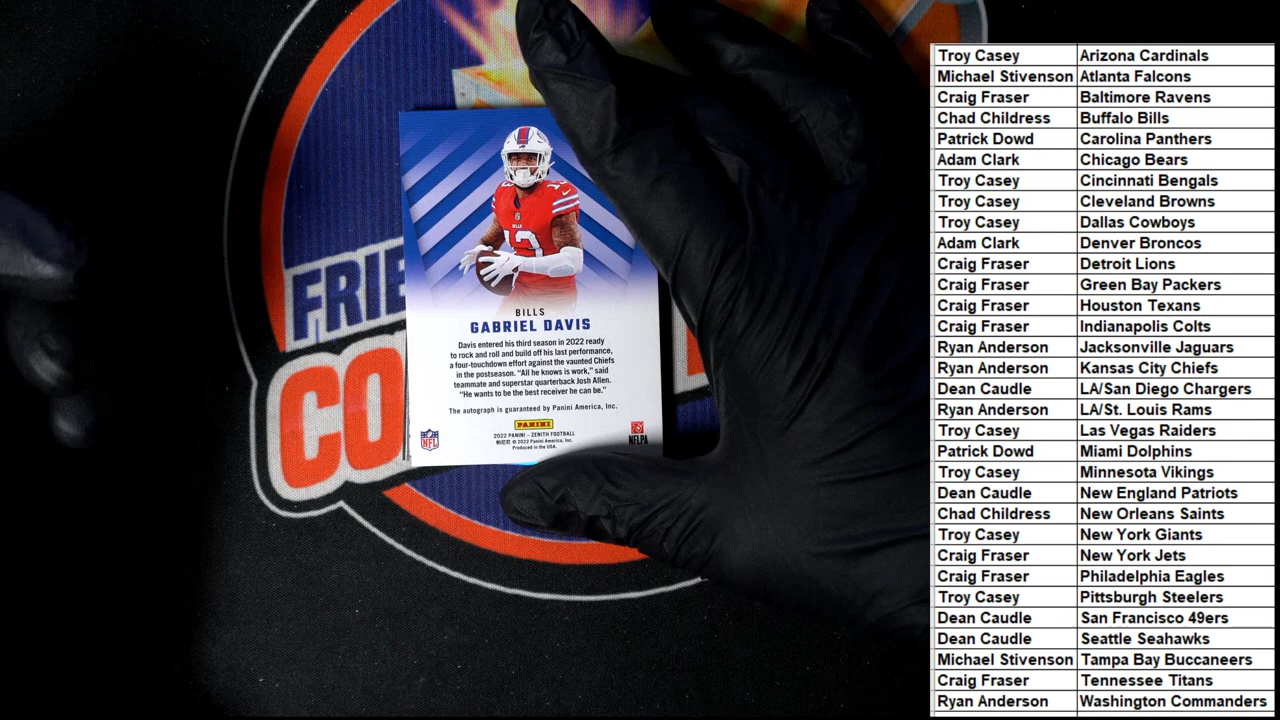 FRIE
CO
BILLS
GABRIEL DAVIS
Davis entered his third season in 2022 ready
to rock and roll and build off his last performance,
a four-touchdown effort against the vaunted Chiefs
in the postseason. “All he knows is work,” said
teammate and superstar quarterback Josh Allen.
“He wants to be the best receiver he can be.”
The autograph is guaranteed by Panini America, Inc.
PANINI
2022 PANINI – ZENITH FOOTBALL
© 2022 Panini America, Inc.
Produced in the USA.
NFL
NFLPA
13
BILLS
Troy Casey Arizona Cardinals
Michael Stivenson Atlanta Falcons
Craig Fraser Baltimore Ravens
Chad Childress Buffalo Bills
Patrick Dowd Carolina Panthers
Adam Clark Chicago Bears
Troy Casey Cincinnati Bengals
Troy Casey Cleveland Browns
Troy Casey Dallas Cowboys
Adam Clark Denver Broncos
Craig Fraser Detroit Lions
Craig Fraser Green Bay Packers
Craig Fraser Houston Texans
Craig Fraser Indianapolis Colts
Ryan Anderson Jacksonville Jaguars
Ryan Anderson Kansas City Chiefs
Dean Caudle LA/San Diego Chargers
Ryan Anderson LA/St. Louis Rams
Troy Casey Las Vegas Raiders
Patrick Dowd Miami Dolphins
Troy Casey Minnesota Vikings
Dean Caudle New England Patriots
Chad Childress New Orleans Saints
Troy Casey New York Giants
Craig Fraser New York Jets
Craig Fraser Philadelphia Eagles
Troy Casey Pittsburgh Steelers
Dean Caudle San Francisco 49ers
Dean Caudle Seattle Seahawks
Michael Stivenson Tampa Bay Buccaneers
Craig Fraser Tennessee Titans
Ryan Anderson Washington Commanders